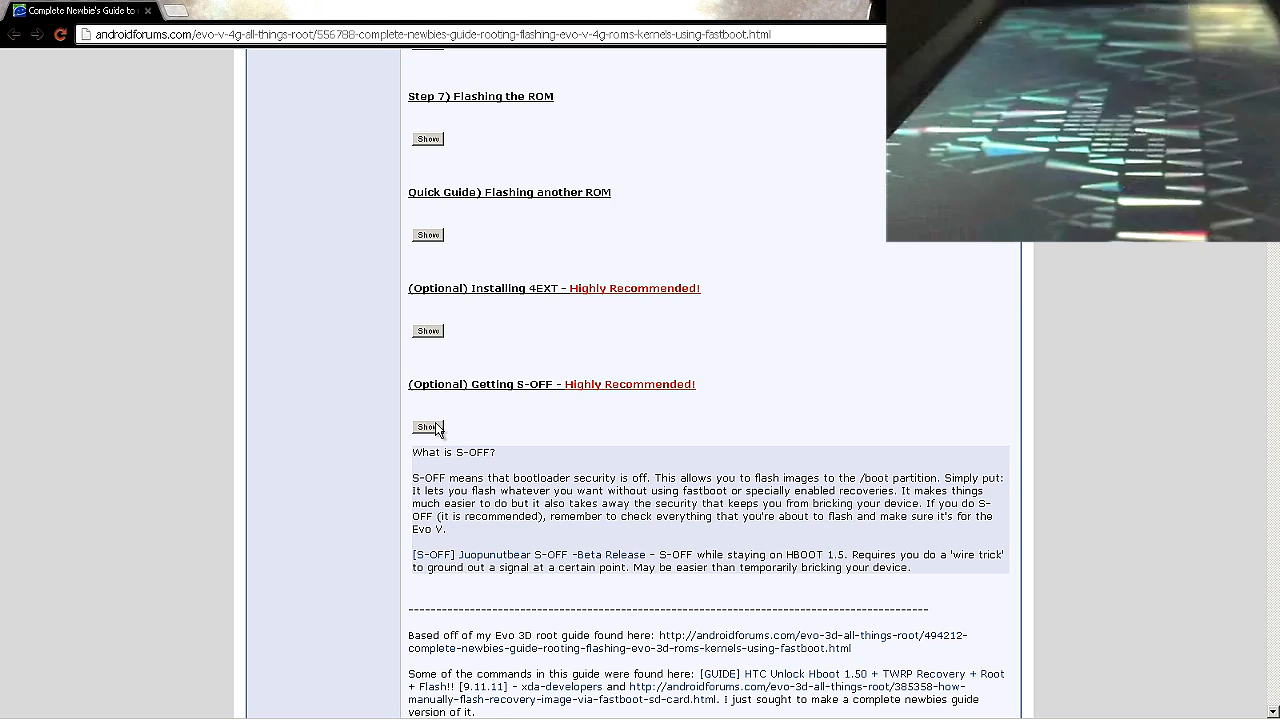 Complete Newbie's Guide to
androidforums.com/evo-v-4g-all-things-root/556788-complete-newbies-guide-rooting-flashing-evo-v-4g-roms-kernels-using-fastboot.html
Step 7) Flashing the ROM
Show
Quick Guide) Flashing another ROM
Show
(Optional) Installing 4EXT - Highly Recommended!
Show
(Optional) Getting S-OFF - Highly Recommended!
Show
What is S-OFF?
S-OFF means that bootloader security is off. This allows you to flash images to the /boot partition. Simply put:
It lets you flash whatever you want without using fastboot or specially enabled recoveries. It makes things
much easier to do but it also takes away the security that keeps you from bricking your device. If you do S-
OFF (it is recommended), remember to check everything that you're about to flash and make sure it's for the
Evo V.
[S-OFF] Juopunutbear S-OFF -Beta Release - S-OFF while staying on HBOOT 1.5. Requires you do a 'wire trick'
to ground out a signal at a certain point. May be easier than temporarily bricking your device.
--------------------------------------------------------------------------------------------
Based off of my Evo 3D root guide found here: http://androidforums.com/evo-3d-all-things-root/494212-
complete-newbies-guide-rooting-flashing-evo-3d-roms-kernels-using-fastboot.html
Some of the commands in this guide were found here: [GUIDE] HTC Unlock Hboot 1.50 + TWRP Recovery + Root
+ Flash!! [9.11.11] - xda-developers and http://androidforums.com/evo-3d-all-things-root/385358-how-
manually-flash-recovery-image-via-fastboot-sd-card.html. I just sought to make a complete newbies guide
version of it.